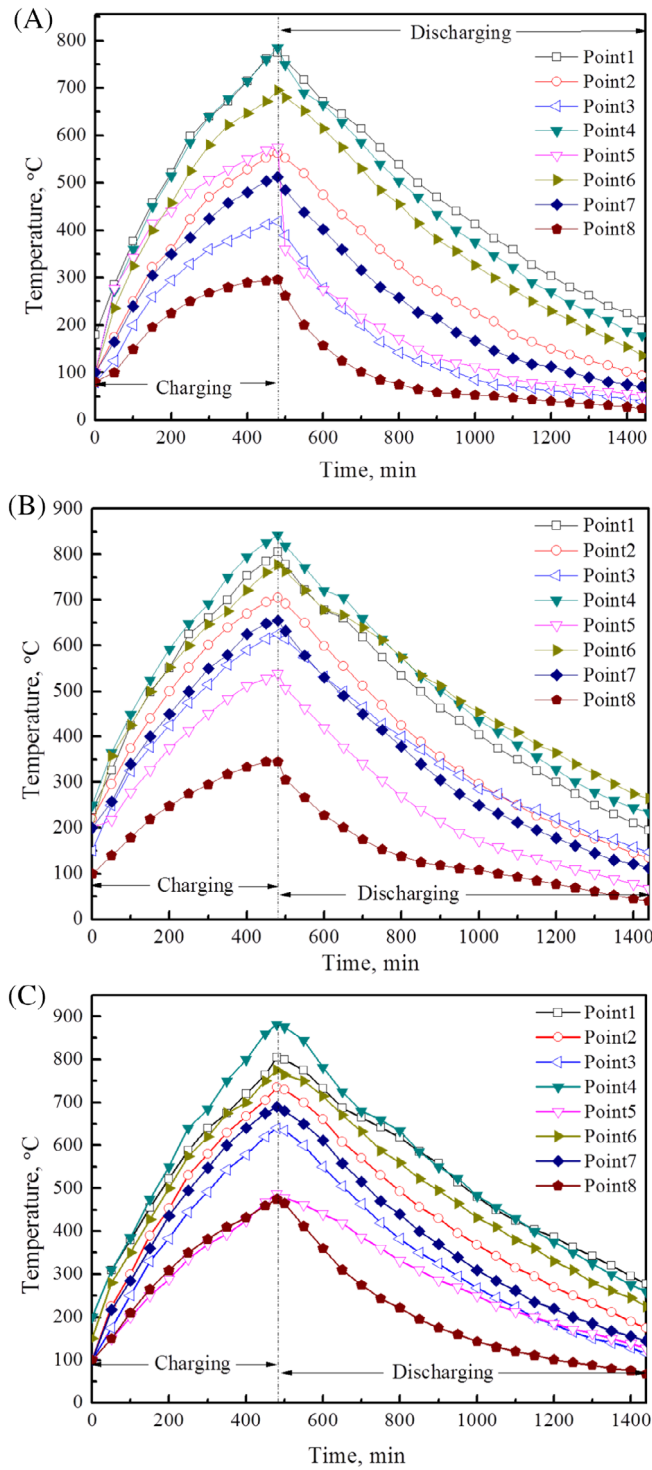 (A)
Discharging
800
700
600
500
400
300
200
100
0
Temperature, °C
Point1
Point2
Point3
Point4
Point5
Point6
Point7
Point8
Charging
0 200 400 600 800 1000 1200 1400
Time, min
(B)
900
800
700
600
500
400
300
200
100
0
Temperature, °C
Point1
Point2
Point3
Point4
Point5
Point6
Point7
Point8
Charging
Discharging
0 200 400 600 800 1000 1200 1400
Time, min
(C)
900
800
700
600
500
400
300
200
100
0
Temperature, °C
Point1
Point2
Point3
Point4
Point5
Point6
Point7
Point8
Charging
Discharging
0 200 400 600 800 1000 1200 1400
Time, min